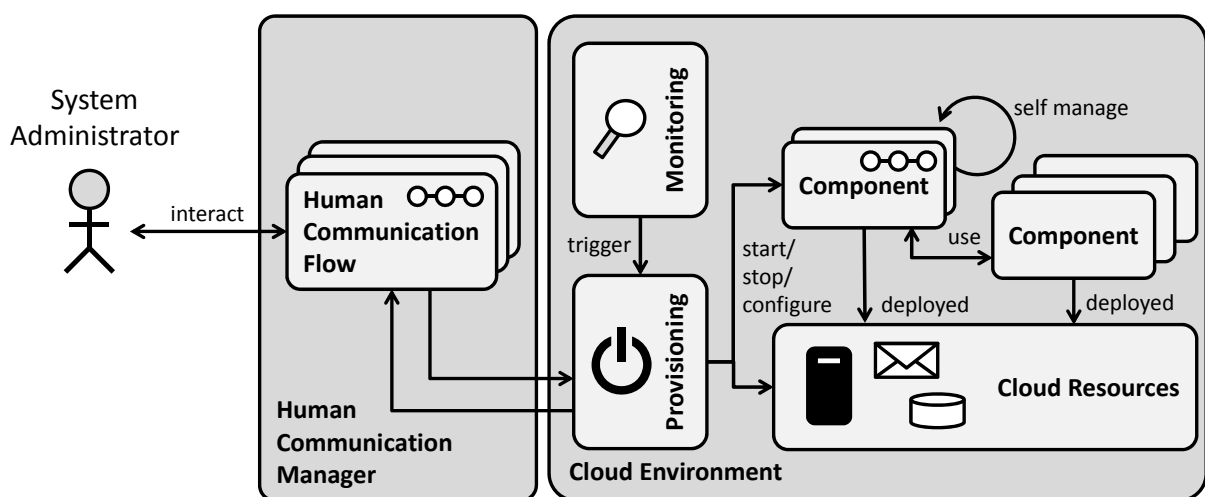 System
Administrator
interact
Human
Communication
Flow
Human
Communication
Manager
Monitoring
trigger
Provisioning
start/
stop/
configure
Component
self manage
use
Component
deployed
deployed
Cloud Resources
Cloud Environment